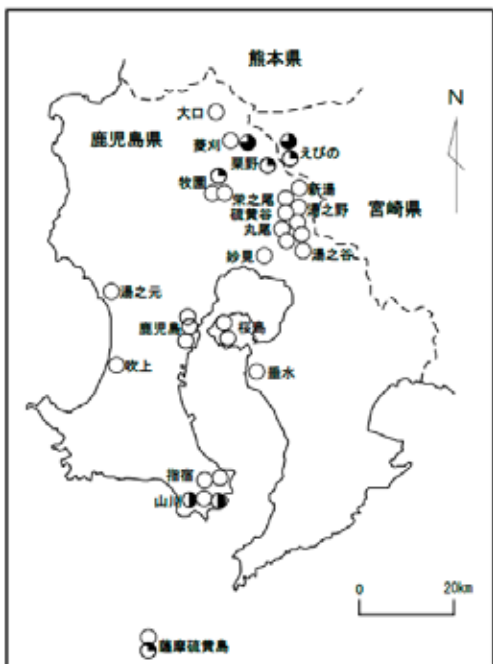 熊本県
N
大口
鹿児島県
菱刈
えびの
栗野
牧園
新湯
栄之尾
湯之野
硫黄谷
宮崎県
丸尾
湯之谷
妙見
湯之元
鹿児島
桜島
吹上
垂水
指宿
山川
0 20km
薩摩硫黄島